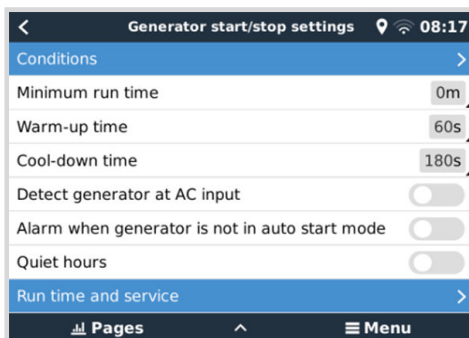 Generator start/stop settings 08:17
Conditions
Minimum run time 0m
Warm-up time 60s
Cool-down time 180s
Detect generator at AC input
Alarm when generator is not in auto start mode
Quiet hours
Run time and service
Pages Menu